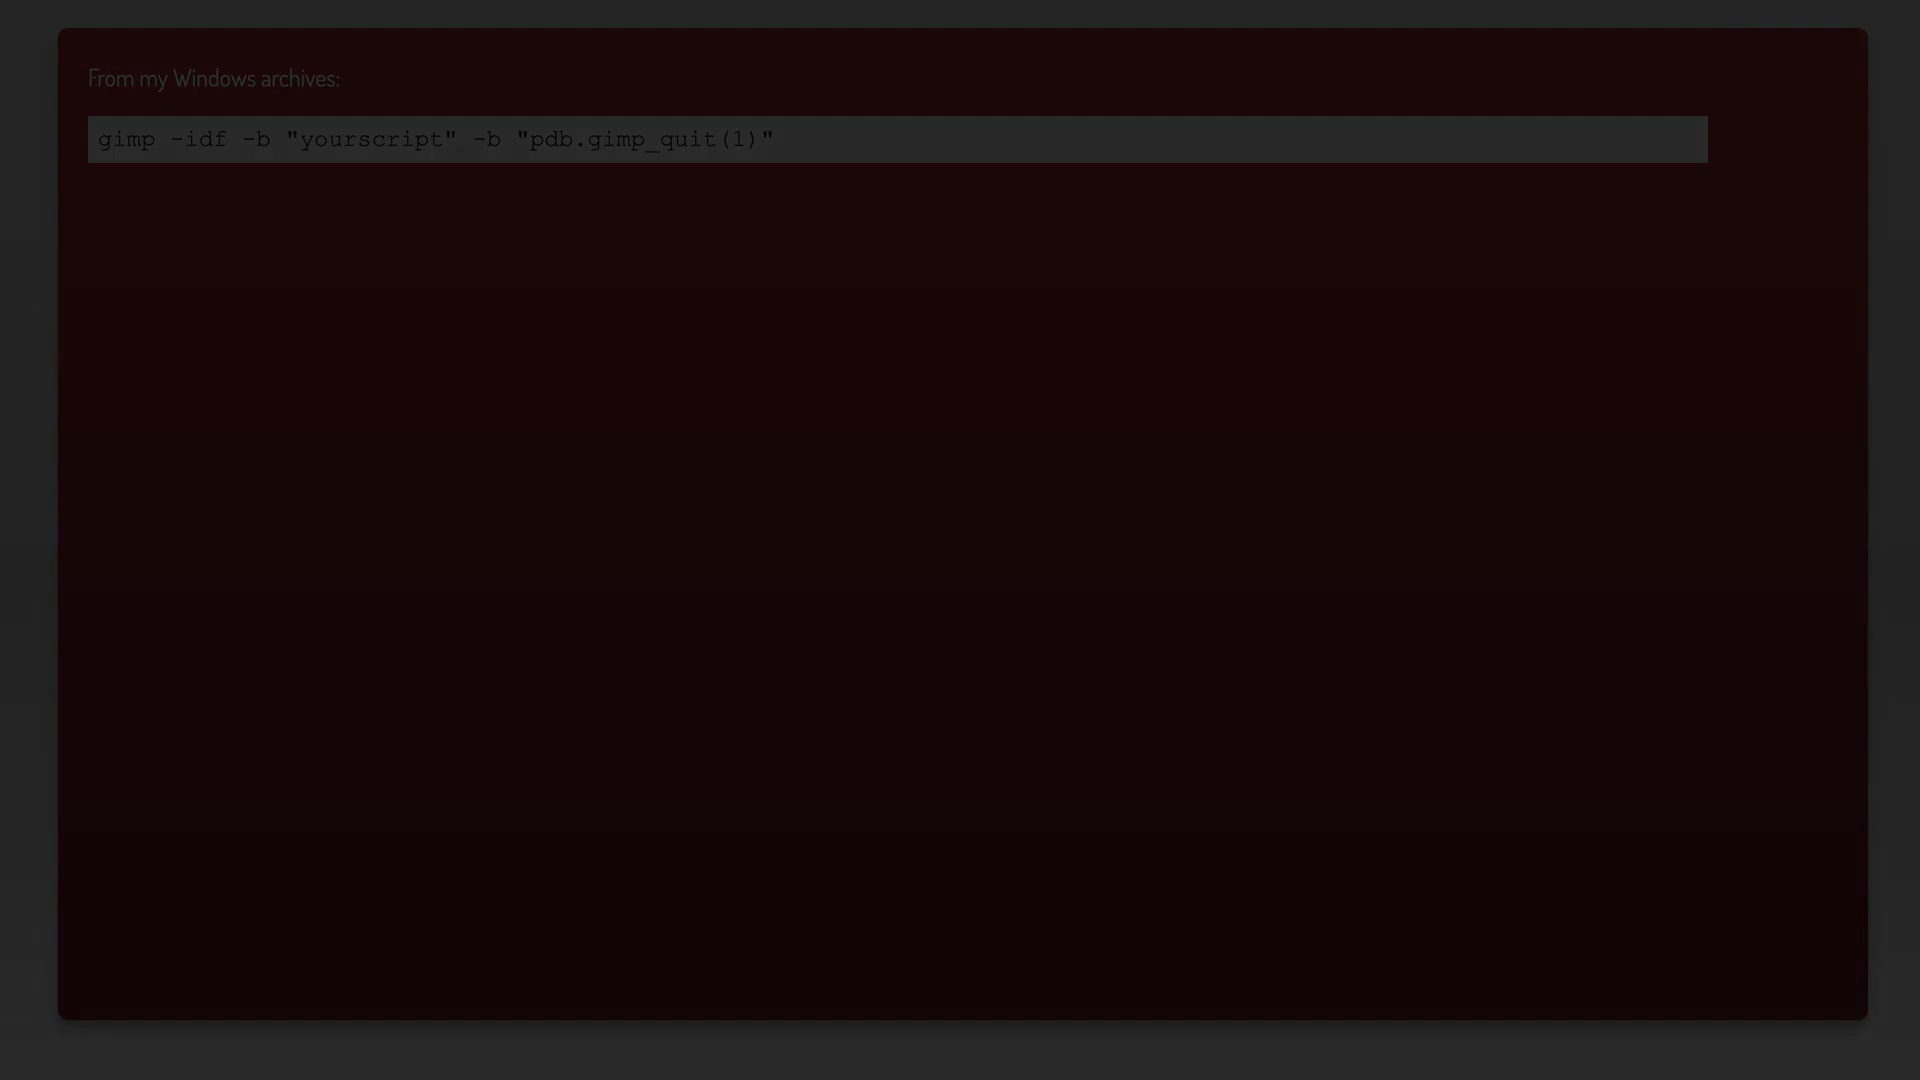 From my Windows archives:
gimp -idf -b "yourscript" -b "pdb.gimp_quit(1)"